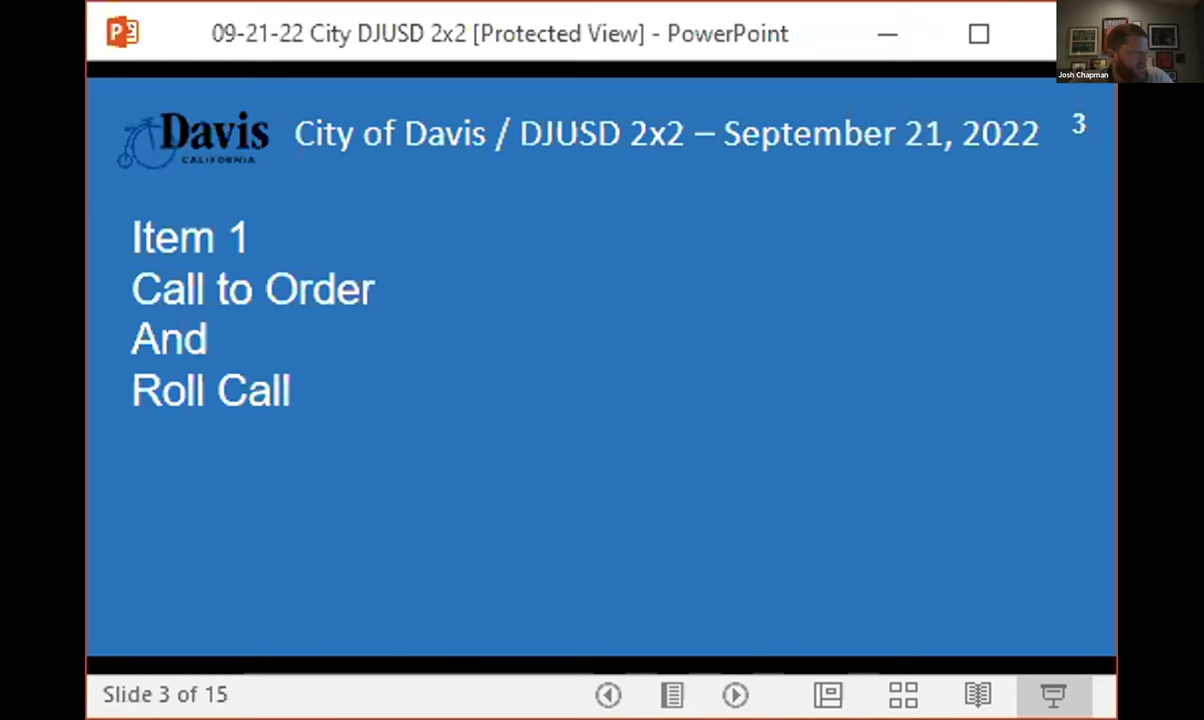 09-21-22 City DJUSD 2x2 [Protected View] - PowerPoint
Josh Chapman
Davis
CALIFORNIA
City of Davis / DJUSD 2x2 – September 21, 2022
3
Item 1
Call to Order
And
Roll Call
Slide 3 of 15